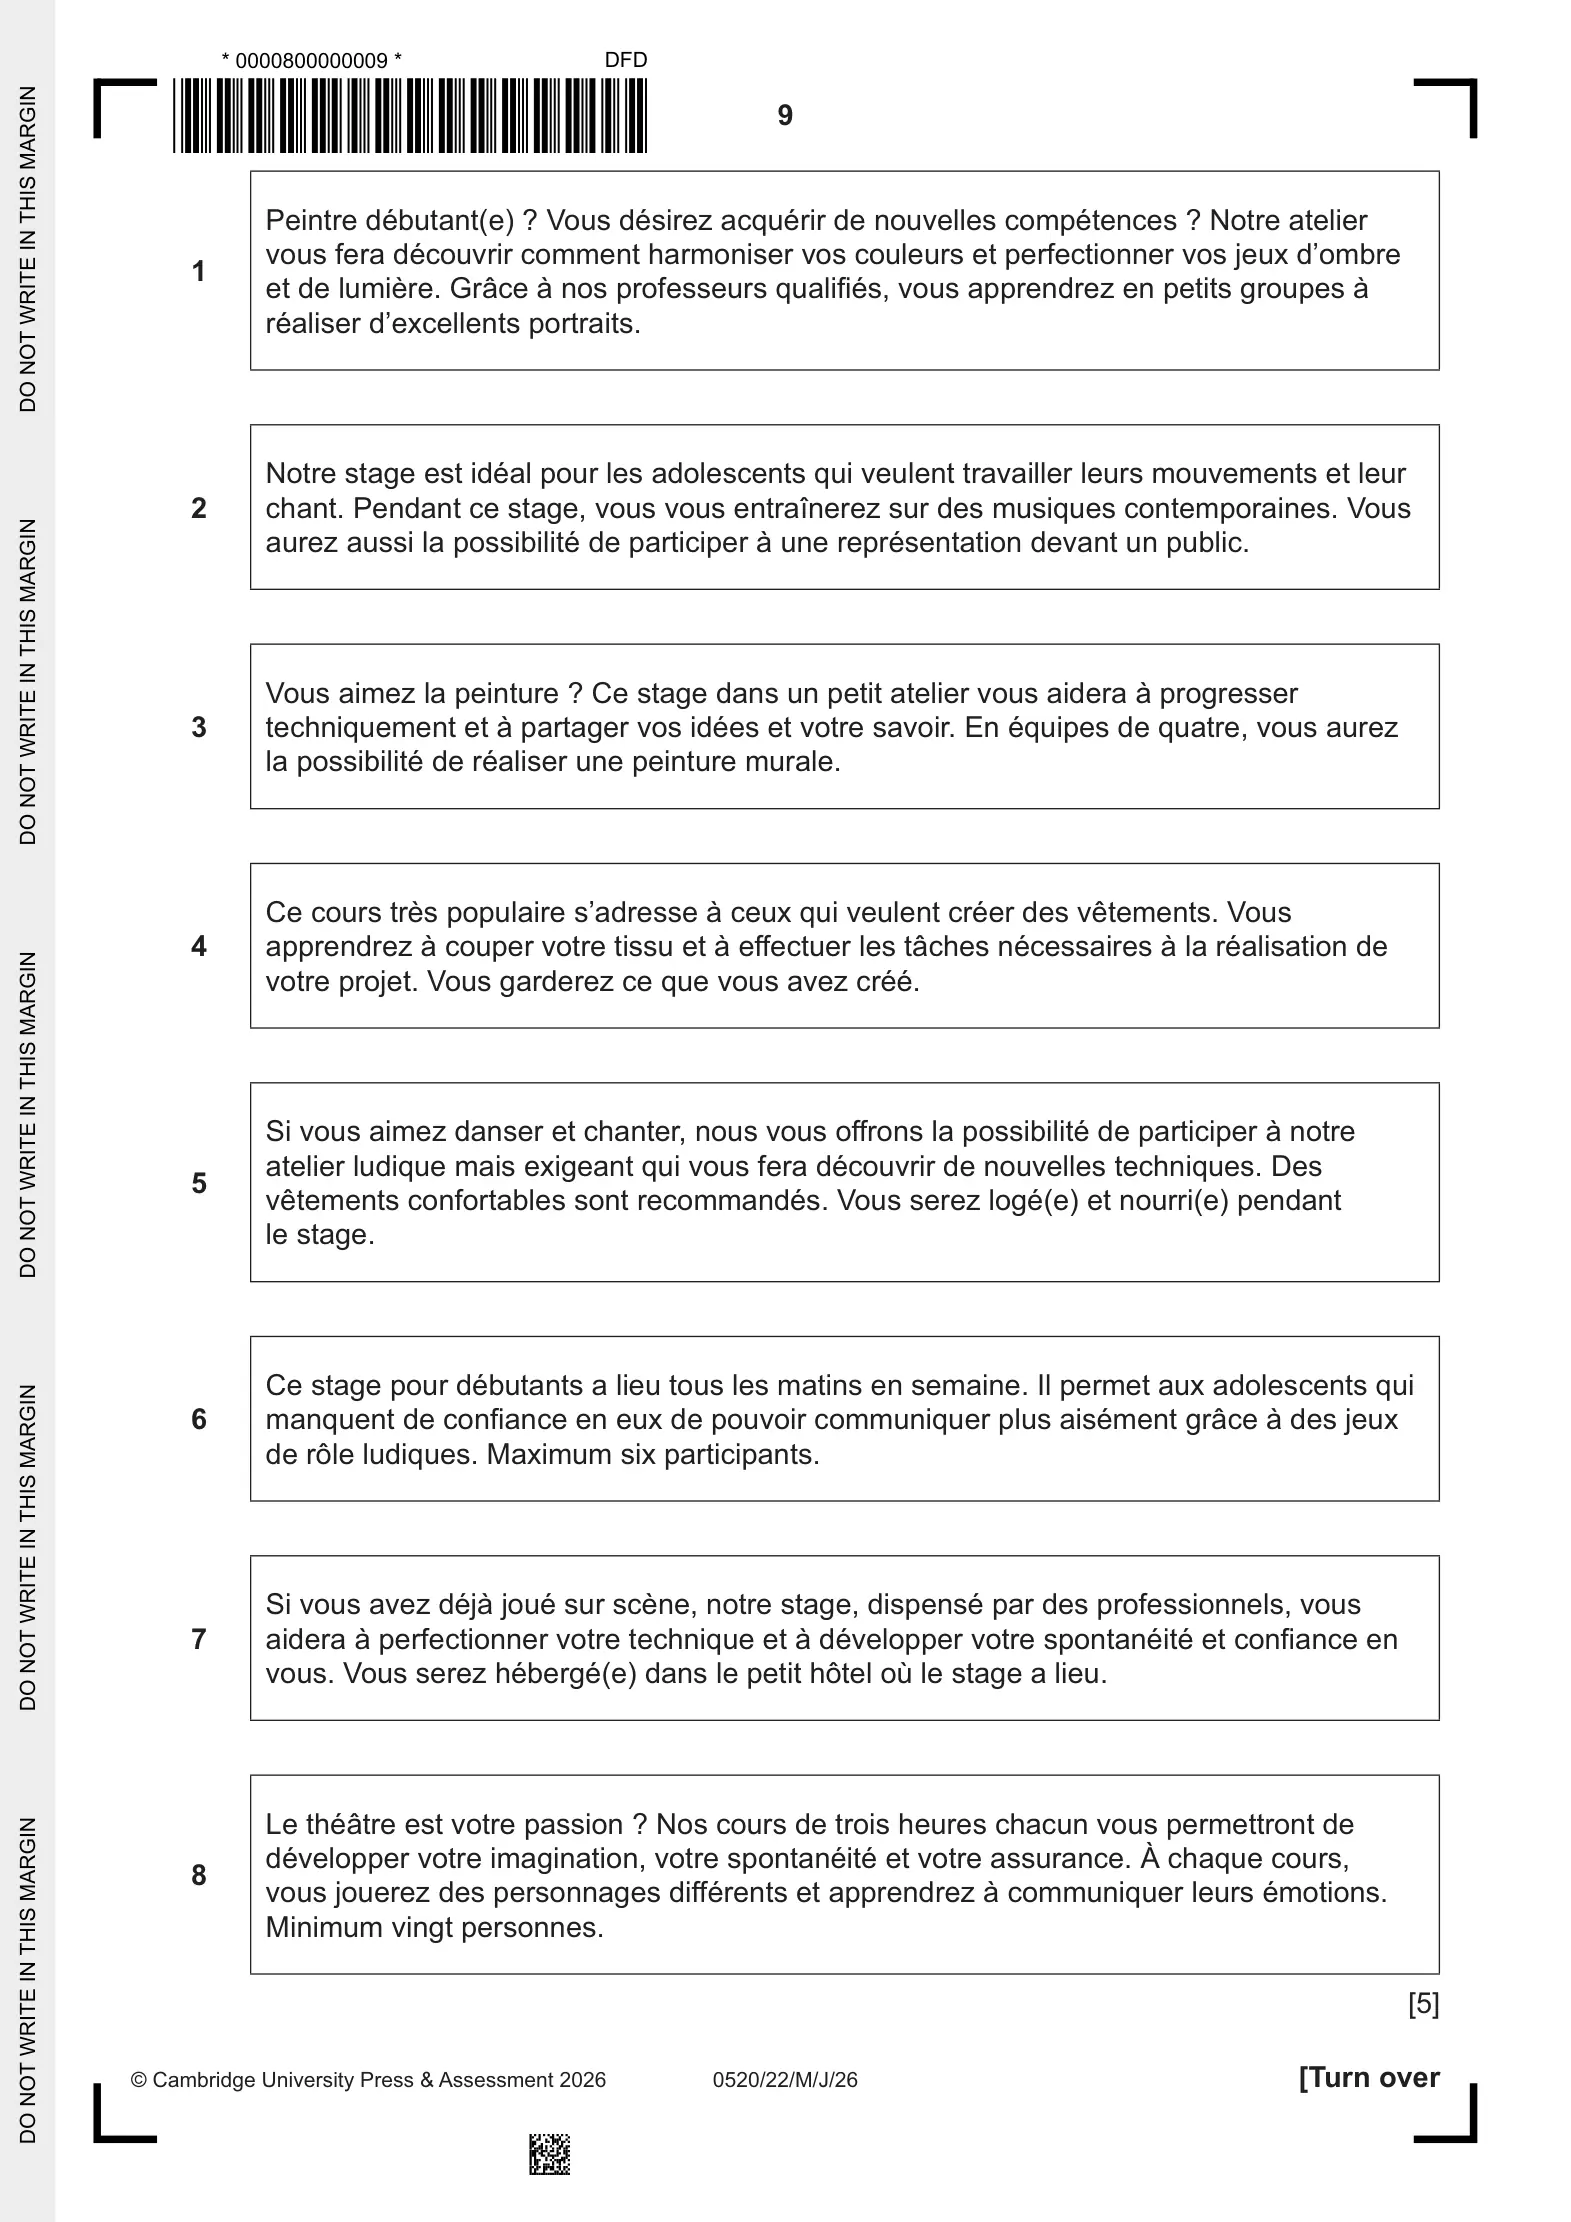 * 0000800000009 *
DFD
9
DO NOT WRITE IN THIS MARGIN
DO NOT WRITE IN THIS MARGIN
DO NOT WRITE IN THIS MARGIN
DO NOT WRITE IN THIS MARGIN
DO NOT WRITE IN THIS MARGIN
1
Peintre débutant(e) ? Vous désirez acquérir de nouvelles compétences ? Notre atelier
vous fera découvrir comment harmoniser vos couleurs et perfectionner vos jeux d’ombre
et de lumière. Grâce à nos professeurs qualifiés, vous apprendrez en petits groupes à
réaliser d’excellents portraits.
2
Notre stage est idéal pour les adolescents qui veulent travailler leurs mouvements et leur
chant. Pendant ce stage, vous vous entraînerez sur des musiques contemporaines. Vous
aurez aussi la possibilité de participer à une représentation devant un public.
3
Vous aimez la peinture ? Ce stage dans un petit atelier vous aidera à progresser
techniquement et à partager vos idées et votre savoir. En équipes de quatre, vous aurez
la possibilité de réaliser une peinture murale.
4
Ce cours très populaire s’adresse à ceux qui veulent créer des vêtements. Vous
apprendrez à couper votre tissu et à effectuer les tâches nécessaires à la réalisation de
votre projet. Vous garderez ce que vous avez créé.
5
Si vous aimez danser et chanter, nous vous offrons la possibilité de participer à notre
atelier ludique mais exigeant qui vous fera découvrir de nouvelles techniques. Des
vêtements confortables sont recommandés. Vous serez logé(e) et nourri(e) pendant
le stage.
6
Ce stage pour débutants a lieu tous les matins en semaine. Il permet aux adolescents qui
manquent de confiance en eux de pouvoir communiquer plus aisément grâce à des jeux
de rôle ludiques. Maximum six participants.
7
Si vous avez déjà joué sur scène, notre stage, dispensé par des professionnels, vous
aidera à perfectionner votre technique et à développer votre spontanéité et confiance en
vous. Vous serez hébergé(e) dans le petit hôtel où le stage a lieu.
8
Le théâtre est votre passion ? Nos cours de trois heures chacun vous permettront de
développer votre imagination, votre spontanéité et votre assurance. À chaque cours,
vous jouerez des personnages différents et apprendrez à communiquer leurs émotions.
Minimum vingt personnes.
[5]
© Cambridge University Press & Assessment 2026
0520/22/M/J/26
[Turn over